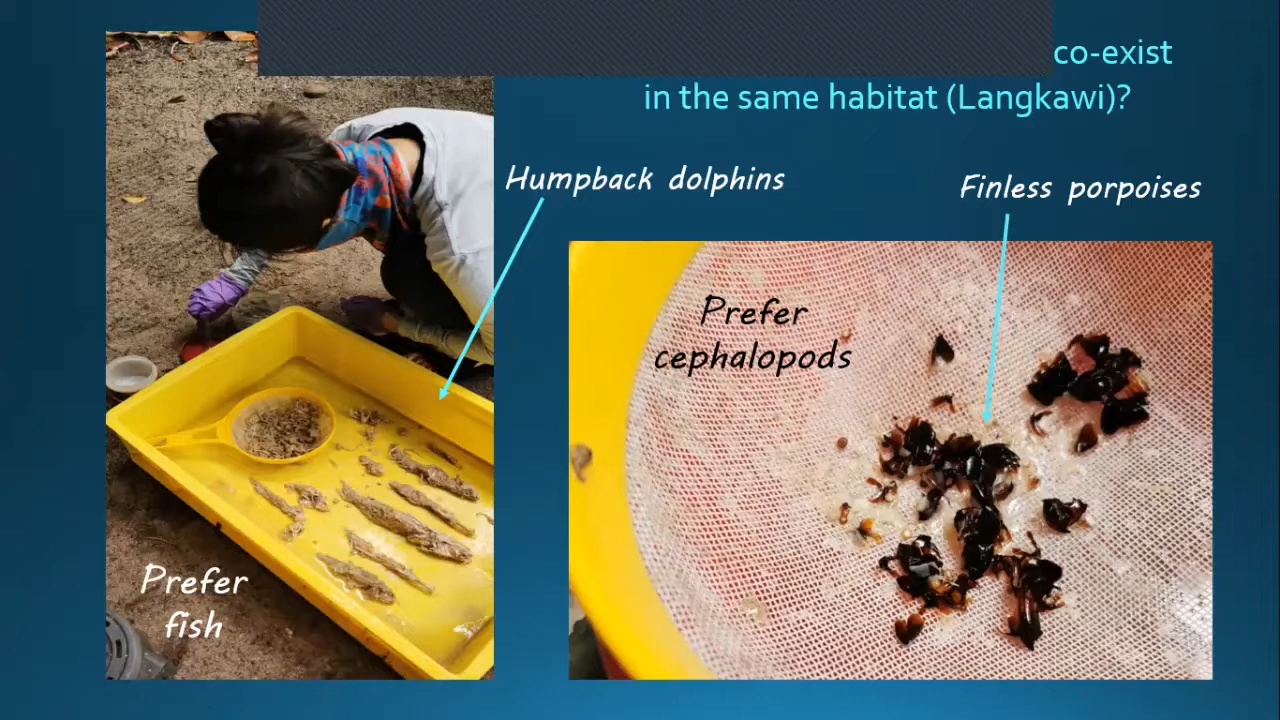 co-exist
in the same habitat (Langkawi)?
Humpback dolphins
Finless porpoises
Prefer
cephalopods
Prefer
fish